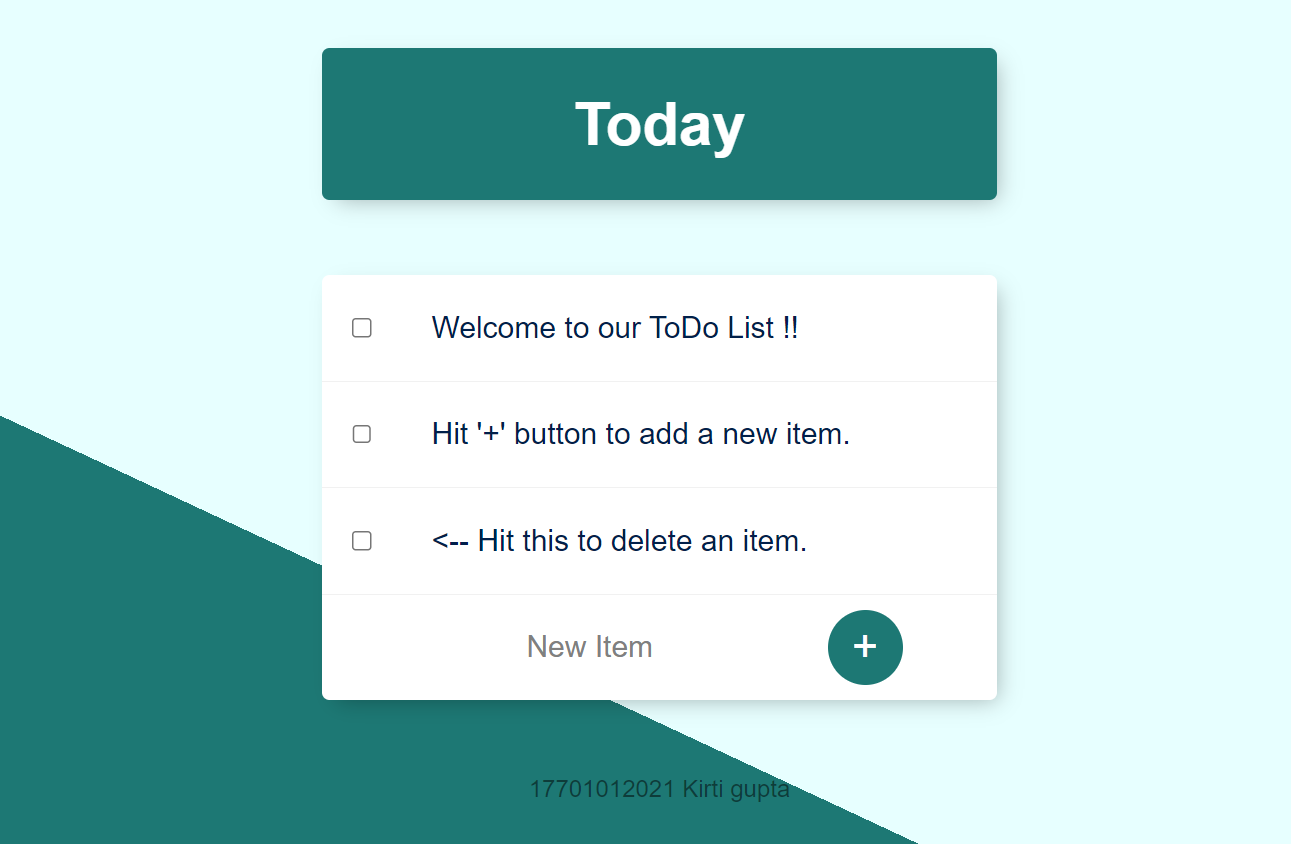 Today
Welcome to our ToDo List !!
Hit '+' button to add a new item.
<-- Hit this to delete an item.
New Item +
17701012021 Kirti gupta